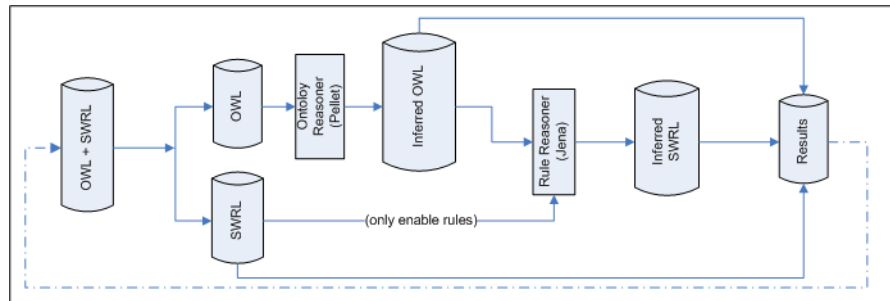 OWL + SWRL
OWL
Ontoloy
Reasoner
(Pellet)
Inferred OWL
SWRL
(only enable rules)
Rule Reasoner
(Jena)
Inferred
SWRL
Results